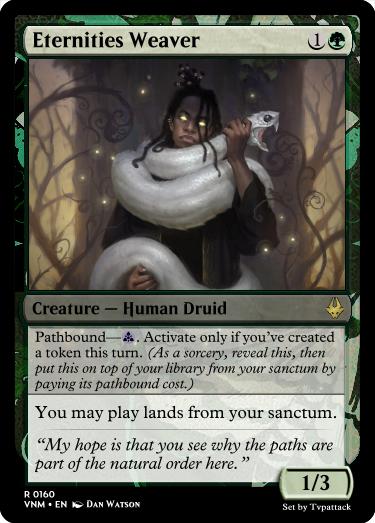 Eternities Weaver 1
Creature — Human Druid
Pathbound—. Activate only if you've created
a token this turn. (As a sorcery, reveal this, then
put this on top of your library from your sanctum by
paying its pathbound cost.)
You may play lands from your sanctum.
“My hope is that you see why the paths are
part of the natural order here.”
1/3
R 0160
VNM • EN DAN WATSON
Set by Tvpattack